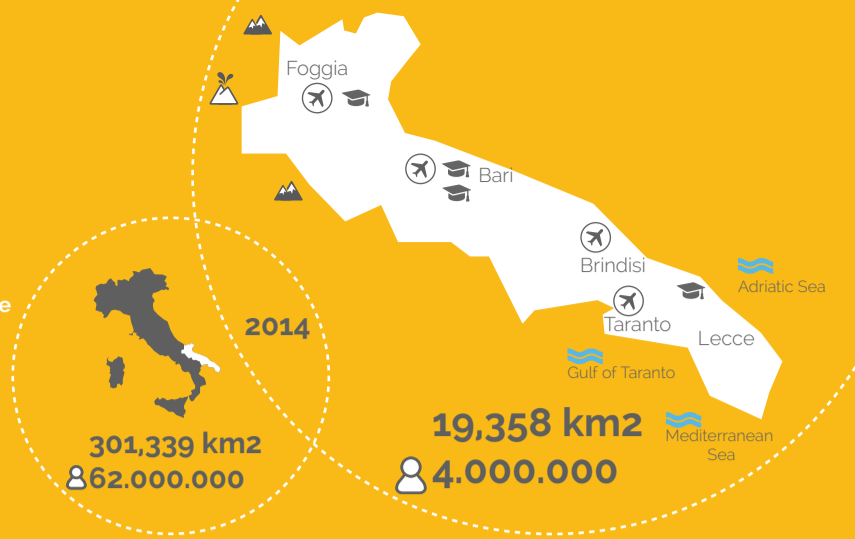 Foggia
Bari
Brindisi
Adriatic Sea
e
2014
Taranto
Lecce
Gulf of Taranto
19,358 km2
Mediterranean
Sea
301,339 km2
4.000.000
62.000.000